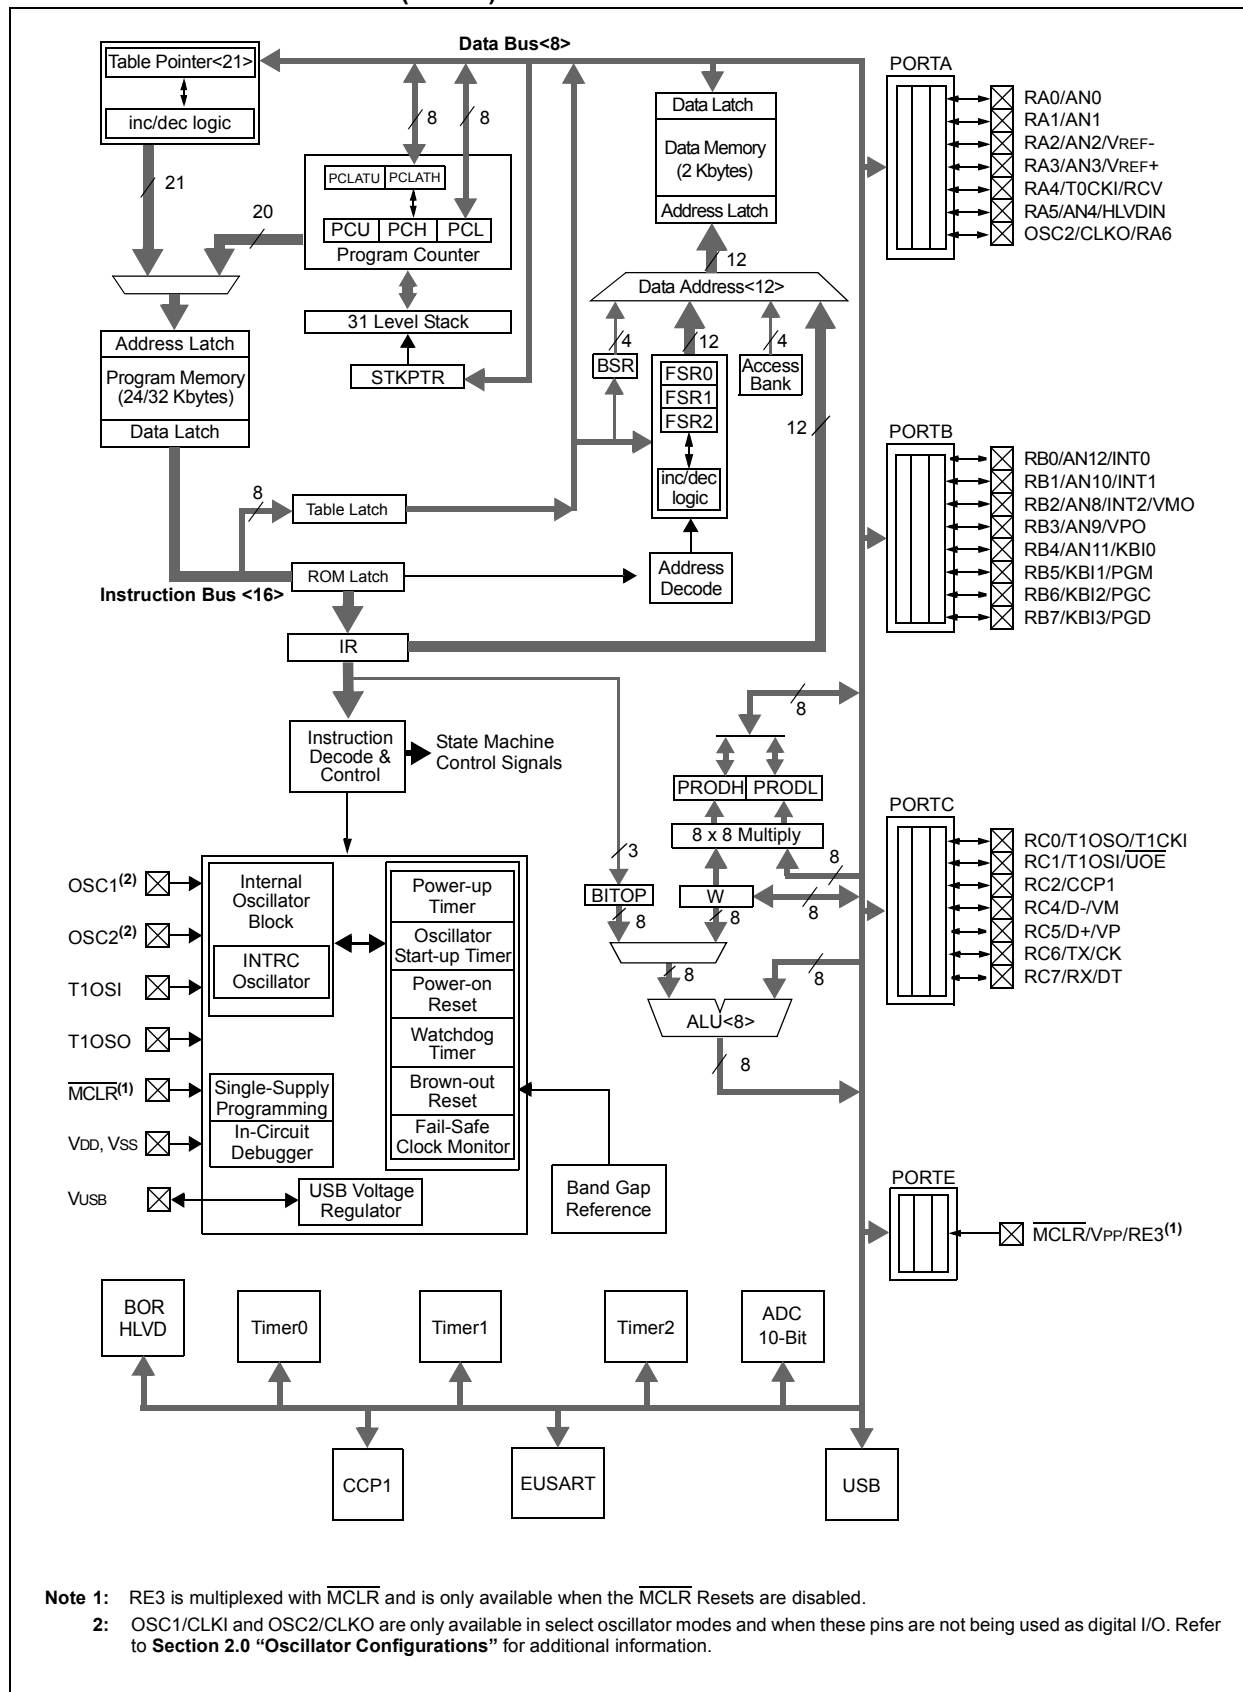 Data Bus<8>
Table Pointer<21>
inc/dec logic
21
20
8
8
PCLATU PCLATH
PCU PCH PCL
Program Counter
31 Level Stack
STKPTR
Address Latch
Program Memory
(24/32 Kbytes)
Data Latch
8
Table Latch
ROM Latch
Instruction Bus <16>
IR
Data Latch
Data Memory
(2 Kbytes)
Address Latch
12
Data Address<12>
4
12
4
BSR
FSR0
FSR1
FSR2
inc/dec
logic
Access
Bank
12
Address
Decode
Instruction
Decode &
Control
State Machine
Control Signals
8
PRODH PRODL
8 x 8 Multiply
8
3
BITOP
W
8
8
8
8
8
ALU<8>
8
OSC1(2)
OSC2(2)
T1OSI
T1OSO
MCLR(1)
VDD, VSS
VUSB
Internal
Oscillator
Block
INTRC
Oscillator
Single-Supply
Programming
In-Circuit
Debugger
USB Voltage
Regulator
Power-up
Timer
Oscillator
Start-up Timer
Power-on
Reset
Watchdog
Timer
Brown-out
Reset
Fail-Safe
Clock Monitor
Band Gap
Reference
PORTA
RA0/AN0
RA1/AN1
RA2/AN2/VREF-
RA3/AN3/VREF+
RA4/T0CKI/RCV
RA5/AN4/HLVDIN
OSC2/CLKO/RA6
PORTB
RB0/AN12/INT0
RB1/AN10/INT1
RB2/AN8/INT2/VMO
RB3/AN9/VPO
RB4/AN11/KBI0
RB5/KBI1/PGM
RB6/KBI2/PGC
RB7/KBI3/PGD
PORTC
RC0/T1OSO/T1CKI
RC1/T1OSI/UOE
RC2/CCP1
RC4/D-/VM
RC5/D+/VP
RC6/TX/CK
RC7/RX/DT
PORTE
MCLR/VPP/RE3(1)
BOR
HLVD
Timer0
Timer1
Timer2
ADC
10-Bit
CCP1
EUSART
USB
Note 1: RE3 is multiplexed with MCLR and is only available when the MCLR Resets are disabled.
2: OSC1/CLKI and OSC2/CLKO are only available in select oscillator modes and when these pins are not being used as digital I/O. Refer
to Section 2.0 “Oscillator Configurations” for additional information.